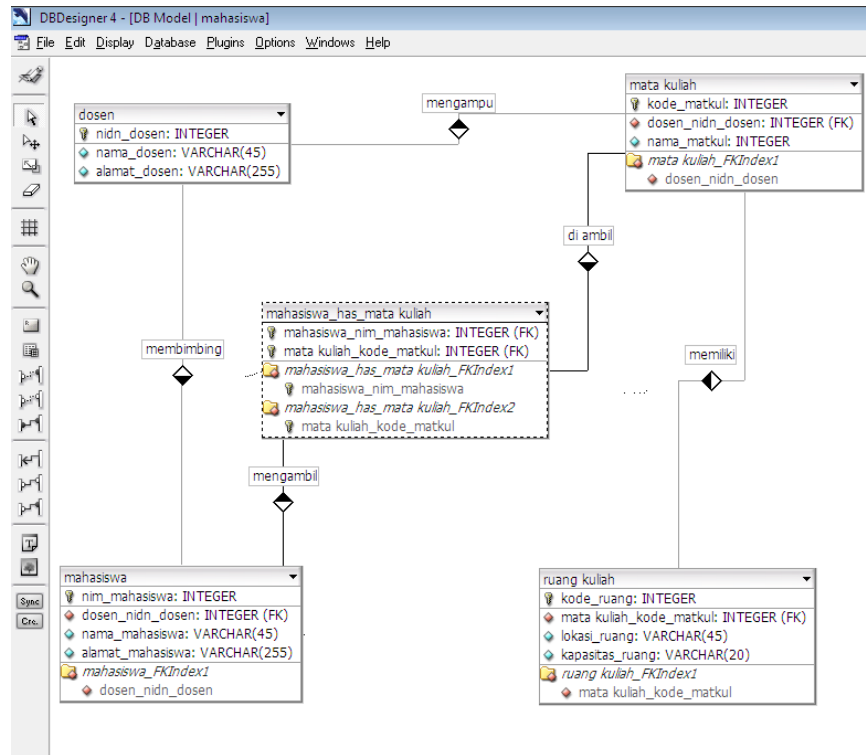 DBDesigner 4 - [DB Model | mahasiswa]
File Edit Display Database Plugins Options Windows Help
dosen
nidn_dosen: INTEGER
nama_dosen: VARCHAR(45)
alamat_dosen: VARCHAR(255)
mengampu
mata kuliah
kode_matkul: INTEGER
dosen_nidn_dosen: INTEGER (FK)
nama_matkul: INTEGER
mata kuliah_FKIndex1
dosen_nidn_dosen
di ambil
mahasiswa_has_mata kuliah
mahasiswa_nim_mahasiswa: INTEGER (FK)
mata kuliah_kode_matkul: INTEGER (FK)
mahasiswa_has_mata kuliah_FKIndex1
mahasiswa_nim_mahasiswa
mahasiswa_has_mata kuliah_FKIndex2
mata kuliah_kode_matkul
membimbing
memiliki
mengambil
mahasiswa
nim_mahasiswa: INTEGER
dosen_nidn_dosen: INTEGER (FK)
nama_mahasiswa: VARCHAR(45)
alamat_mahasiswa: VARCHAR(255)
mahasiswa_FKIndex1
dosen_nidn_dosen
ruang kuliah
kode_ruang: INTEGER
mata kuliah_kode_matkul: INTEGER (FK)
lokasi_ruang: VARCHAR(45)
kapasitas_ruang: VARCHAR(20)
ruang kuliah_FKIndex1
mata kuliah_kode_matkul
Sync
Cre.